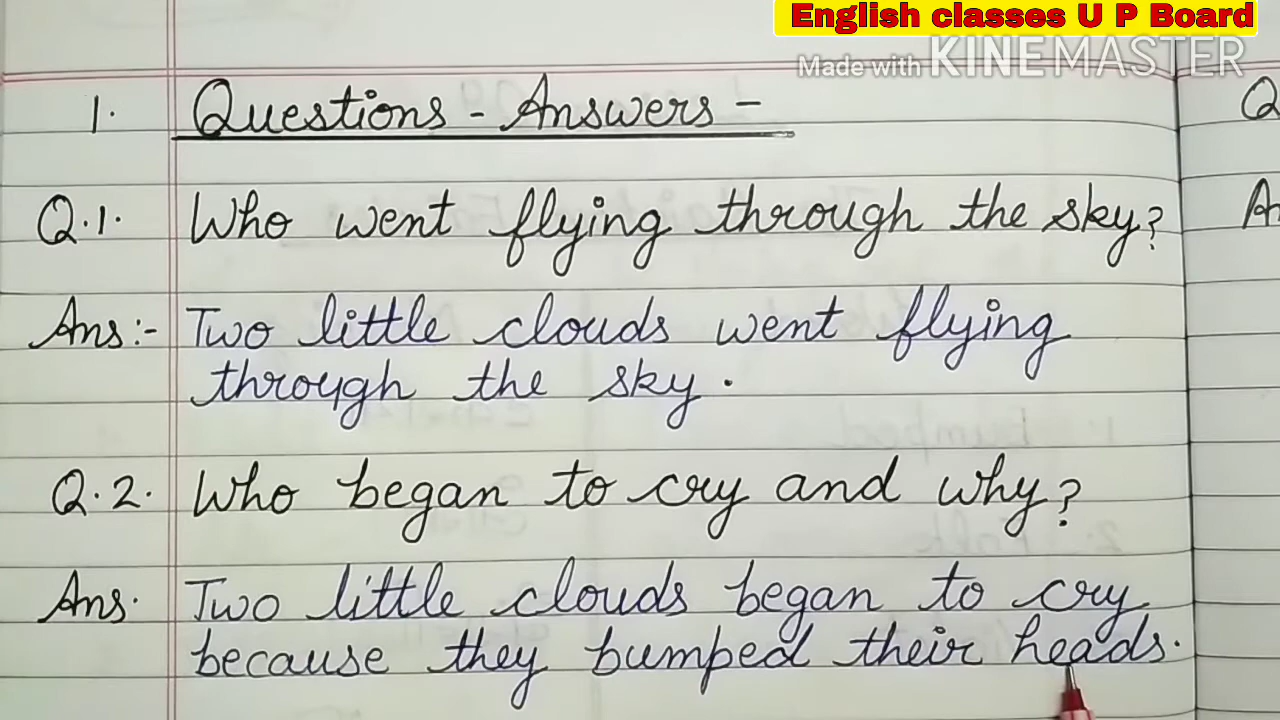 English classes U P Board
Made with KINEMASTER
1. Questions - Answers -
Q.1. Who went flying through the sky?
Ans:- Two little clouds went flying
through the sky.
Q.2. Who began to cry and why?
Ans. Two little clouds began to cry
because they bumped their heads.
Q
An